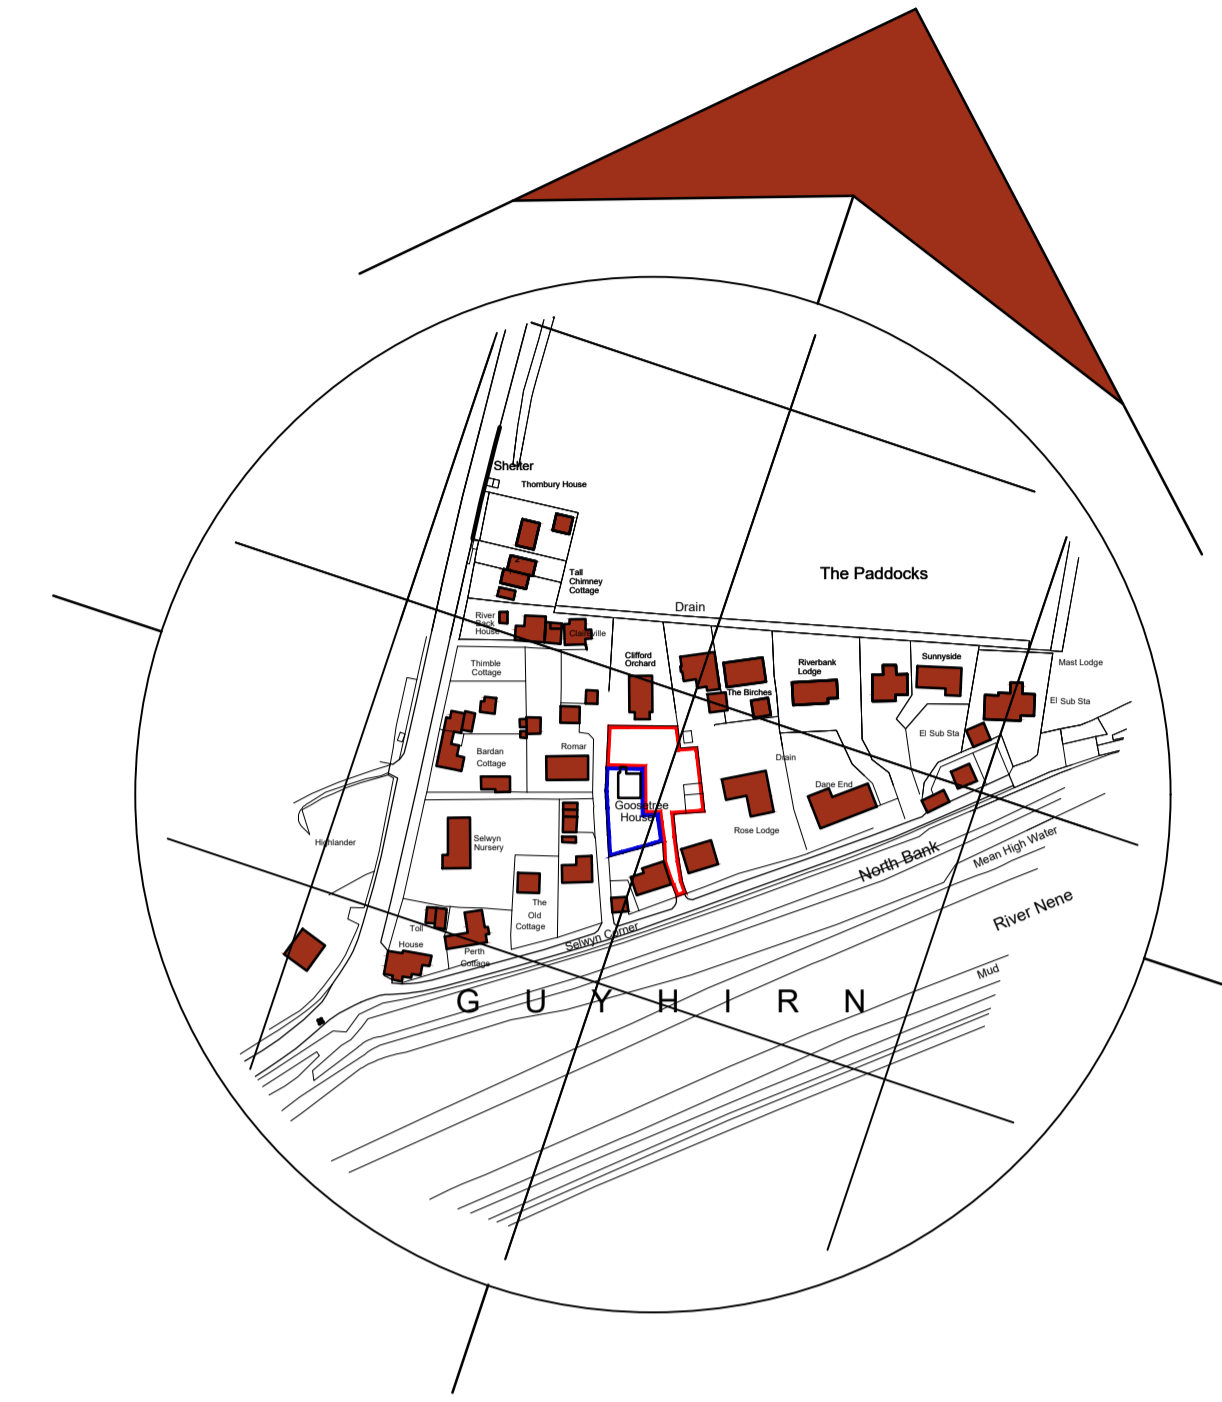 Shelter
Thornbury House
Tall
Chimney
Cottage
The Paddocks
Drain
River
Back
House
Clairville
Clifford
Orchard
Thimble
Cottage
The Birches
Riverbank
Lodge
Sunnyside
Mast Lodge
El Sub Sta
El Sub Sta
Romar
Bardan
Cottage
Drain
Dane End
Goosetree
House
Rose Lodge
Highlander
Selwyn
Nursery
North Bank
Mean High Water
River Nene
The
Old
Cottage
Toll
House
Perth
Cottage
Selwyn Corner
Mud
G U Y H I R N